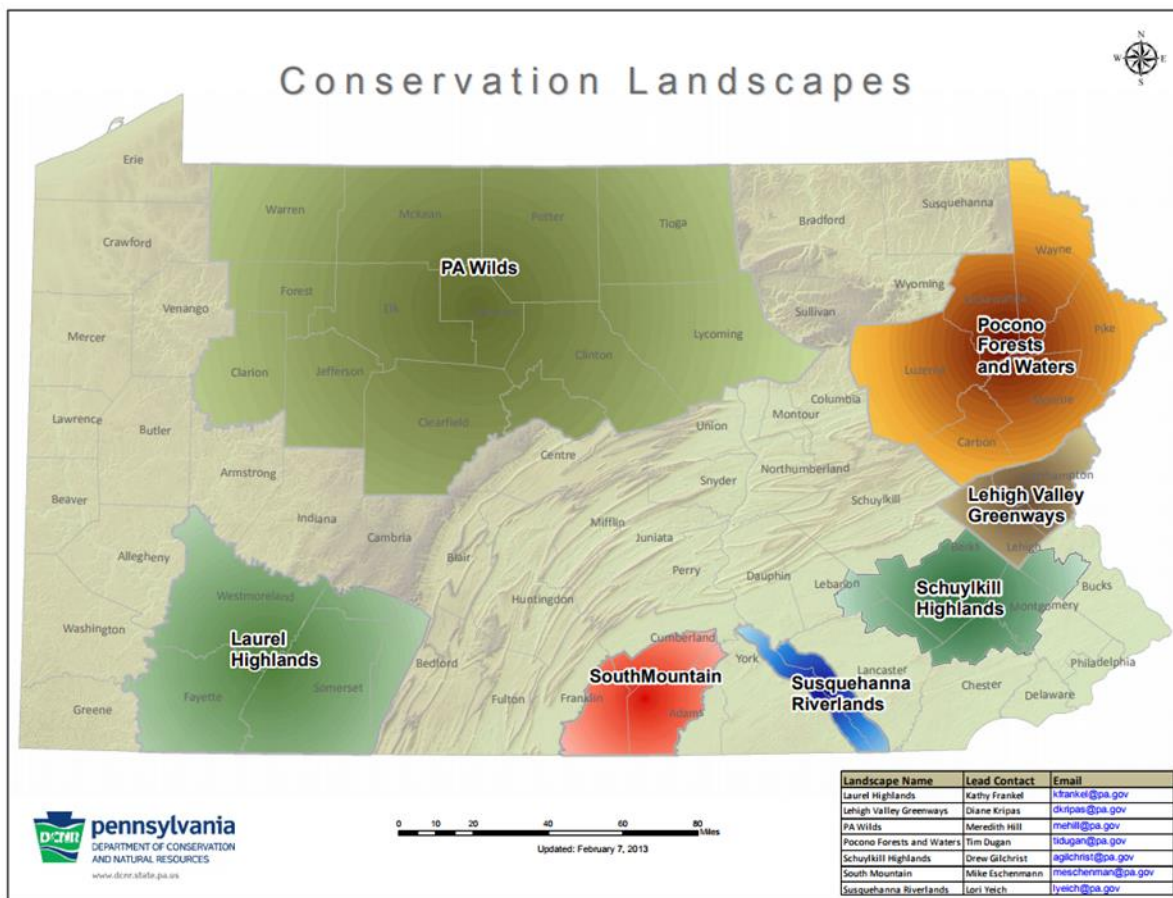 N
W E
S
Conservation Landscapes
Erie
Warren
Mckean
Potter
Tioga
Bradford
Susquehanna
Crawford
Wayne
PA Wilds
Wyoming
Forest
Elk
Venango
Sullivan
Pocono
Forests
and Waters
Pike
Mercer
Lycoming
Clinton
Clarion
Jefferson
Luzerne
Columbia
Monroe
Montour
Lawrence
Butler
Clearfield
Union
Carbon
Centre
Armstrong
Northumberland
Snyder
Beaver
Schuylkill
Lehigh Valley
Greenways
Indiana
Mifflin
Cambria
Juniata
Allegheny
Blair
Berks
Lehigh
Perry
Dauphin
Lebanon
Schuylkill
Highlands
Bucks
Westmoreland
Huntingdon
Montgomery
Washington
Laurel
Highlands
Cumberland
York
Bedford
Lancaster
Philadelphia
SouthMountain
Susquehanna
Riverlands
Fayette
Somerset
Fulton
Franklin
Adams
Chester
Delaware
Greene
Landscape Name Lead Contact Email
Laurel Highlands Kathy Frankel kfrankel@pa.gov
Lehigh Valley Greenways Diane Kripas dkripas@pa.gov
PA Wilds Meredith Hill mehill@pa.gov
Pocono Forests and Waters Tim Dugan tidugan@pa.gov
Schuylkill Highlands Drew Gilchrist agilchrist@pa.gov
South Mountain Mike Eschenmann meschenman@pa.gov
Susquehanna Riverlands Lori Yeich lyeich@pa.gov
DCNR
pennsylvania
DEPARTMENT OF CONSERVATION
AND NATURAL RESOURCES
www.dcnr.state.pa.us
0 10 20 40 60 80
Miles
Updated: February 7, 2013